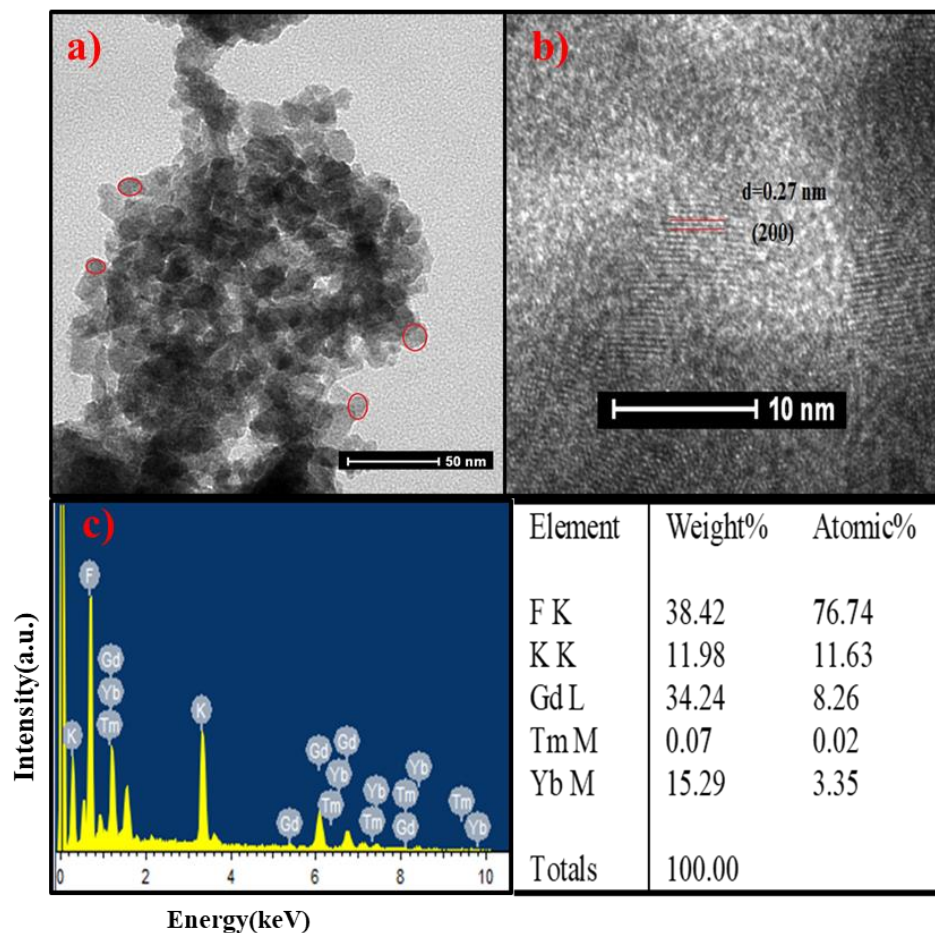 a)
50 nm
b)
d=0.27 nm
(200)
10 nm
c)
Intensity(a.u.)
K
F
Gd
Yb
Tm
K
Gd
Gd
Gd
Yb
Tm
Yb
Tm
Yb
Tm
Gd
Tm
Yb
0 2 4 6 8 10
Energy(keV)
Element Weight% Atomic%
F K 38.42 76.74
K K 11.98 11.63
Gd L 34.24 8.26
Tm M 0.07 0.02
Yb M 15.29 3.35
Totals 100.00